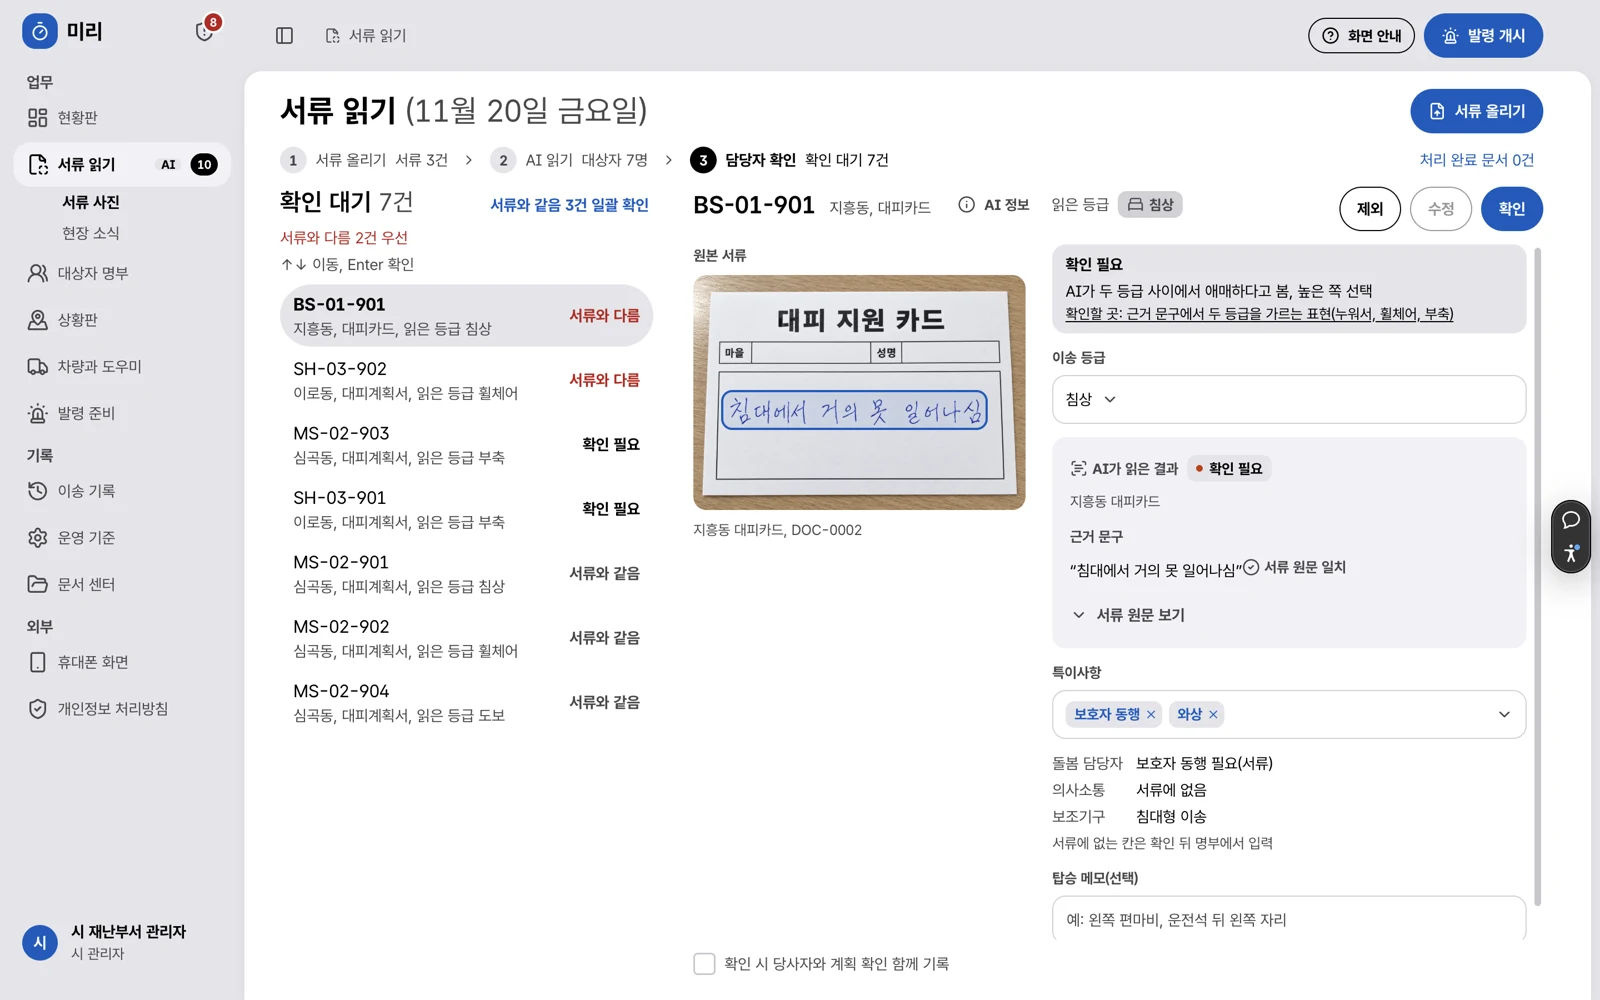 미리
8
업무
현황판
서류 읽기 AI 10
서류 사진
현장 소식
대상자 명부
상황판
차량과 도우미
발령 준비
기록
이송 기록
운영 기준
문서 센터
외부
휴대폰 화면
개인정보 처리방침
시 시 재난부서 관리자
시 관리자
서류 읽기
화면 안내
발령 개시
서류 읽기 (11월 20일 금요일)
서류 올리기
1 서류 올리기 서류 3건 > 2 AI 읽기 대상자 7명 > 3 담당자 확인 확인 대기 7건
처리 완료 문서 0건
확인 대기 7건
서류와 같음 3건 일괄 확인
서류와 다름 2건 우선
↑↓ 이동, Enter 확인
BS-01-901
지흥동, 대피카드, 읽은 등급 침상
서류와 다름
SH-03-902
이로동, 대피계획서, 읽은 등급 휠체어
서류와 다름
MS-02-903
심곡동, 대피계획서, 읽은 등급 부축
확인 필요
SH-03-901
이로동, 대피계획서, 읽은 등급 부축
확인 필요
MS-02-901
심곡동, 대피계획서, 읽은 등급 침상
서류와 같음
MS-02-902
심곡동, 대피계획서, 읽은 등급 휠체어
서류와 같음
MS-02-904
심곡동, 대피계획서, 읽은 등급 도보
서류와 같음
BS-01-901 지흥동, 대피카드
AI 정보
원본 서류
대피 지원 카드
마을
성명
침대에서 거의 못 일어나심
지흥동 대피카드, DOC-0002
읽은 등급 침상
제외
수정
확인
확인 필요
AI가 두 등급 사이에서 애매하다고 봄, 높은 쪽 선택
확인할 곳: 근거 문구에서 두 등급을 가르는 표현(누워서, 휠체어, 부축)
이송 등급
침상
AI가 읽은 결과
확인 필요
지흥동 대피카드
근거 문구
“침대에서 거의 못 일어나심” 서류 원문 일치
서류 원문 보기
특이사항
보호자 동행 × 와상 ×
돌봄 담당자 보호자 동행 필요(서류)
의사소통 서류에 없음
보조기구 침대형 이송
서류에 없는 칸은 확인 뒤 명부에서 입력
탑승 메모(선택)
예: 왼쪽 편마비, 운전석 뒤 왼쪽 자리
확인 시 당사자와 계획 확인 함께 기록